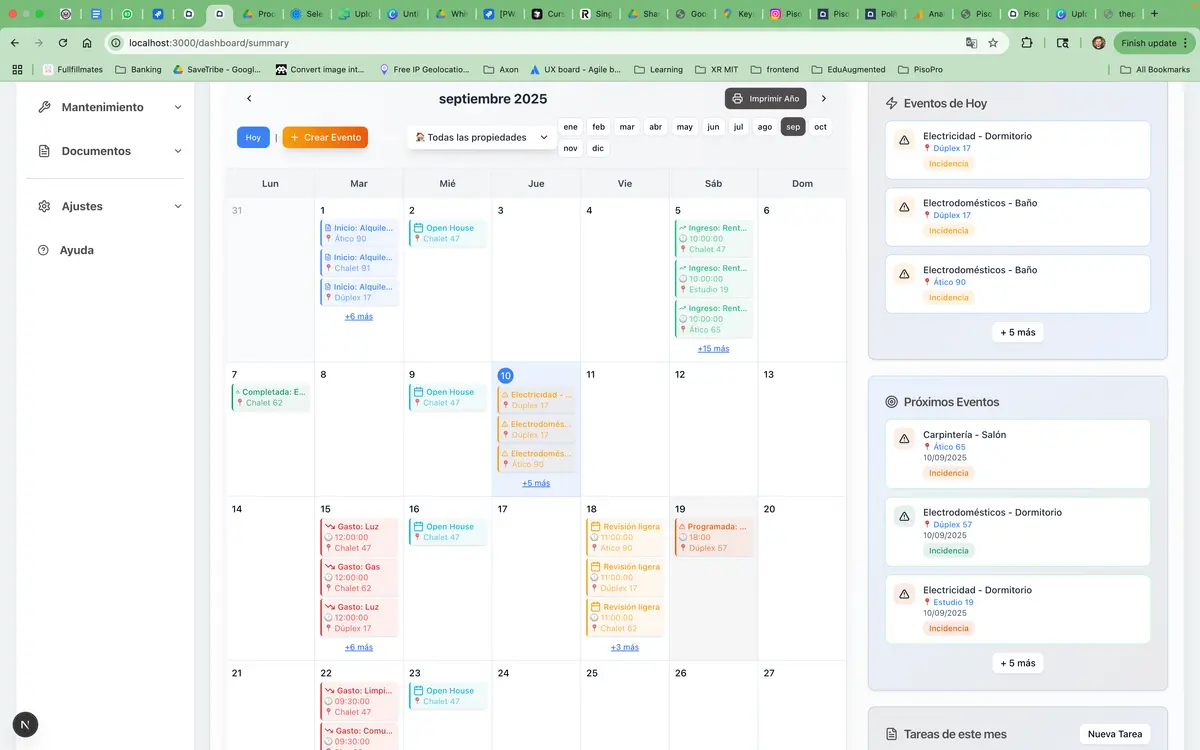 Proc
Sele
Uplo
Unti
Whi
[PW
Curs
Sing
Sha
Goo
Key
Piso
Piso
Poli
Ana
Piso
Piso
Uplo
thep
localhost:3000/dashboard/summary
Finish update
Fullfillmates
Banking
SaveTribe - Googl...
Convert image int...
Free IP Geolocatio...
Axon
UX board - Agile b...
Learning
XR MIT
frontend
EduAugmented
PisoPro
All Bookmarks
Mantenimiento
Documentos
Ajustes
Ayuda
N
septiembre 2025
Imprimir Año
Hoy
|
+ Crear Evento
Todas las propiedades
ene feb mar abr may jun jul ago sep oct
nov dic
Lun Mar Mié Jue Vie Sáb Dom
31
1
Inicio: Alquile...
Ático 90
Inicio: Alquile...
Chalet 91
Inicio: Alquile...
Dúplex 17
+6 más
2
Open House
Chalet 47
3
4
5
Ingreso: Rent...
10:00:00
Chalet 47
Ingreso: Rent...
10:00:00
Estudio 19
Ingreso: Rent...
10:00:00
Ático 65
+15 más
6
7
Completada: E...
Chalet 62
8
9
Open House
Chalet 47
10
Electricidad - ...
Dúplex 17
Electrodomés...
Dúplex 17
Electrodomés...
Ático 90
+5 más
11
12
13
14
15
Gasto: Luz
12:00:00
Chalet 47
Gasto: Gas
12:00:00
Chalet 62
Gasto: Luz
12:00:00
Dúplex 17
+6 más
16
Open House
Chalet 47
17
18
Revisión ligera
11:00:00
Ático 90
Revisión ligera
11:00:00
Dúplex 17
Revisión ligera
11:00:00
Chalet 62
+3 más
19
Programada: ...
18:00
Dúplex 57
20
21
22
Gasto: Limpi...
09:30:00
Chalet 47
Gasto: Comu...
09:30:00
23
Open House
Chalet 47
24
25
26
27
Eventos de Hoy
Electricidad - Dormitorio
Dúplex 17
Incidencia
Electrodomésticos - Baño
Dúplex 17
Incidencia
Electrodomésticos - Baño
Ático 90
Incidencia
+ 5 más
Próximos Eventos
Carpintería - Salón
Ático 65
10/09/2025
Incidencia
Electrodomésticos - Dormitorio
Dúplex 57
10/09/2025
Incidencia
Electricidad - Dormitorio
Estudio 19
10/09/2025
Incidencia
+ 5 más
Tareas de este mes
Nueva Tarea